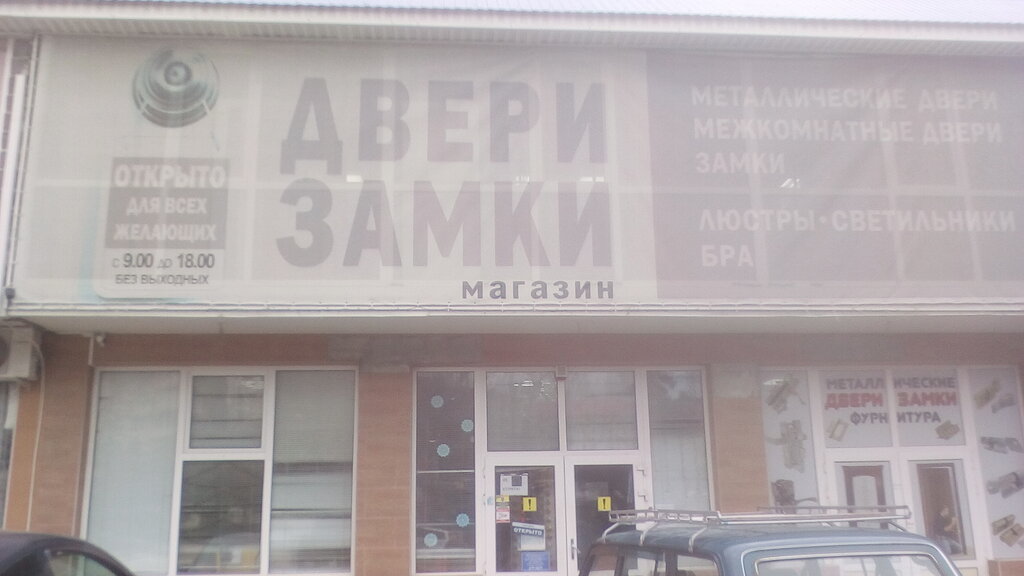 ОТКРЫТО
ДЛЯ ВСЕХ
ЖЕЛАЮЩИХ
с 9.00 до 18.00
БЕЗ ВЫХОДНЫХ
ДВЕРИ
ЗАМКИ
магазин
МЕТАЛЛИЧЕСКИЕ ДВЕРИ
МЕЖКОМНАТНЫЕ ДВЕРИ
ЗАМКИ
ЛЮСТРЫ • СВЕТИЛЬНИКИ
БРА
МЕТАЛЛИЧЕСКИЕ
ДВЕРИ ЗАМКИ
ФУРНИТУРА
! !
ОТКРЫТО